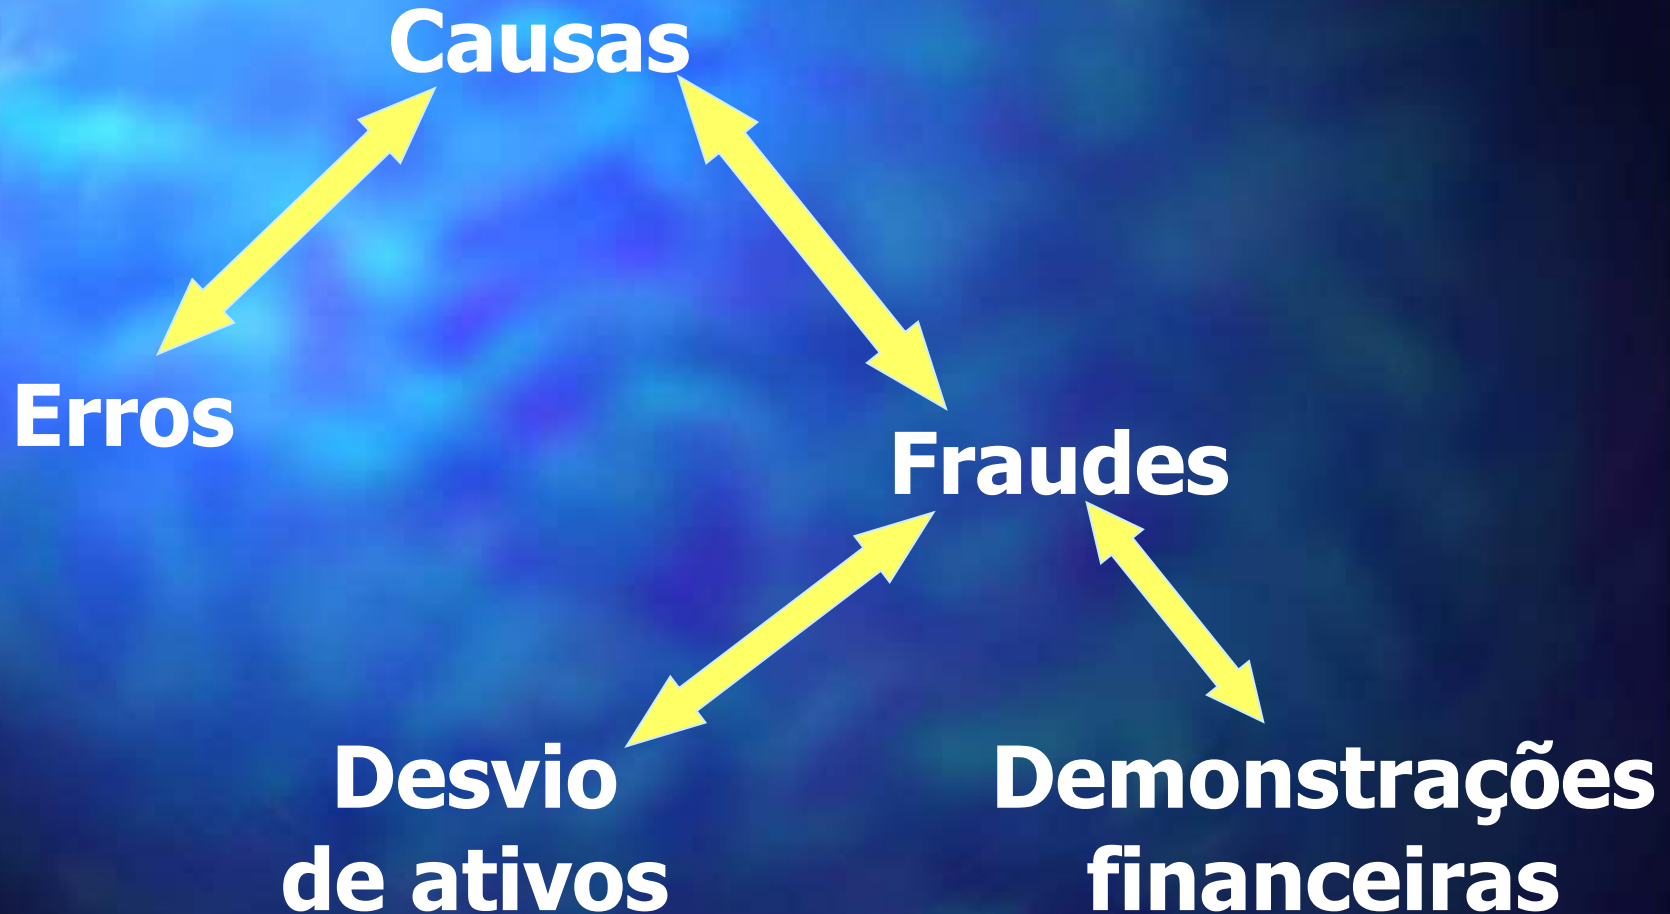 Causas
Erros
Fraudes
Desvio
de ativos
Demonstrações
financeiras